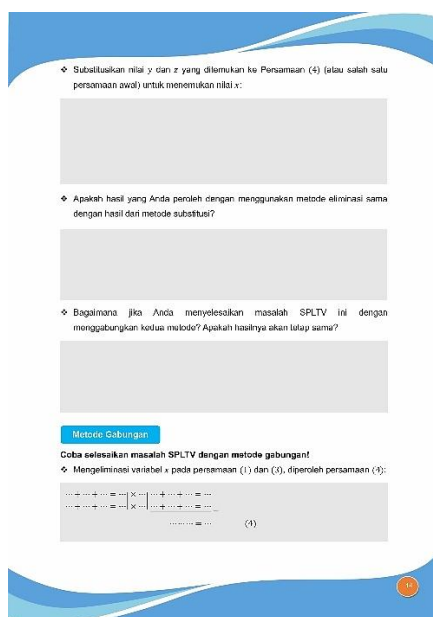 ❖ Substitusikan nilai y dan z yang ditemukan ke Persamaan (4) (atau salah satu
persamaan awal) untuk menemukan nilai x:
❖ Apakah hasil yang Anda peroleh dengan menggunakan metode eliminasi sama
dengan hasil dari metode substitusi?
❖ Bagaimana jika Anda menyelesaikan masalah SPLTV ini dengan
menggabungkan kedua metode? Apakah hasilnya akan tetap sama?
Metode Gabungan
Coba selesaikan masalah SPLTV dengan metode gabungan!
❖ Mengeliminasi variabel x pada persamaan (1) dan (3), diperoleh persamaan (4):
⋯ + ⋯ + ⋯ = ⋯| × ⋯|⋯ + ⋯ + ⋯ = ⋯
⋯ + ⋯ + ⋯ = ⋯| × ⋯|⋯ + ⋯ + ⋯ = ⋯ _
⋯ ⋯ ⋯ = ⋯ (4)